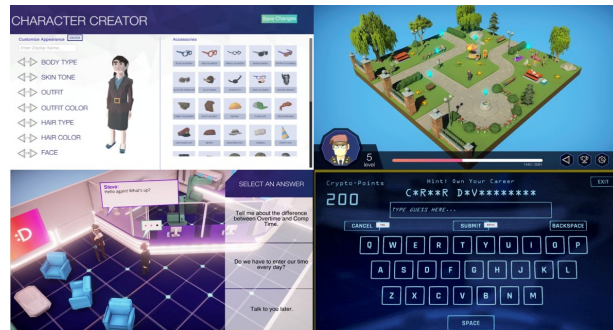 CHARACTER CREATOR
Save Changes
Customize Appearance
Accessories
Enter Display Name...
BODY TYPE
SKIN TONE
OUTFIT
OUTFIT COLOR
HAIR TYPE
HAIR COLOR
FACE
5
level
Steve:
Hello again! What's up?
:D
SELECT AN ANSWER
Tell me about the difference
between Overtime and Comp
Time.
Do we have to enter our time
every day?
Talk to you later.
Crypto-Points
200
Hint: Own Your Career
EXIT
C*R**R D*V********
TYPE GUESS HERE...
CANCEL
SUBMIT
BACKSPACE
Q W E R T Y U I O P
A S D F G H J K L
Z X C V B N M
SPACE